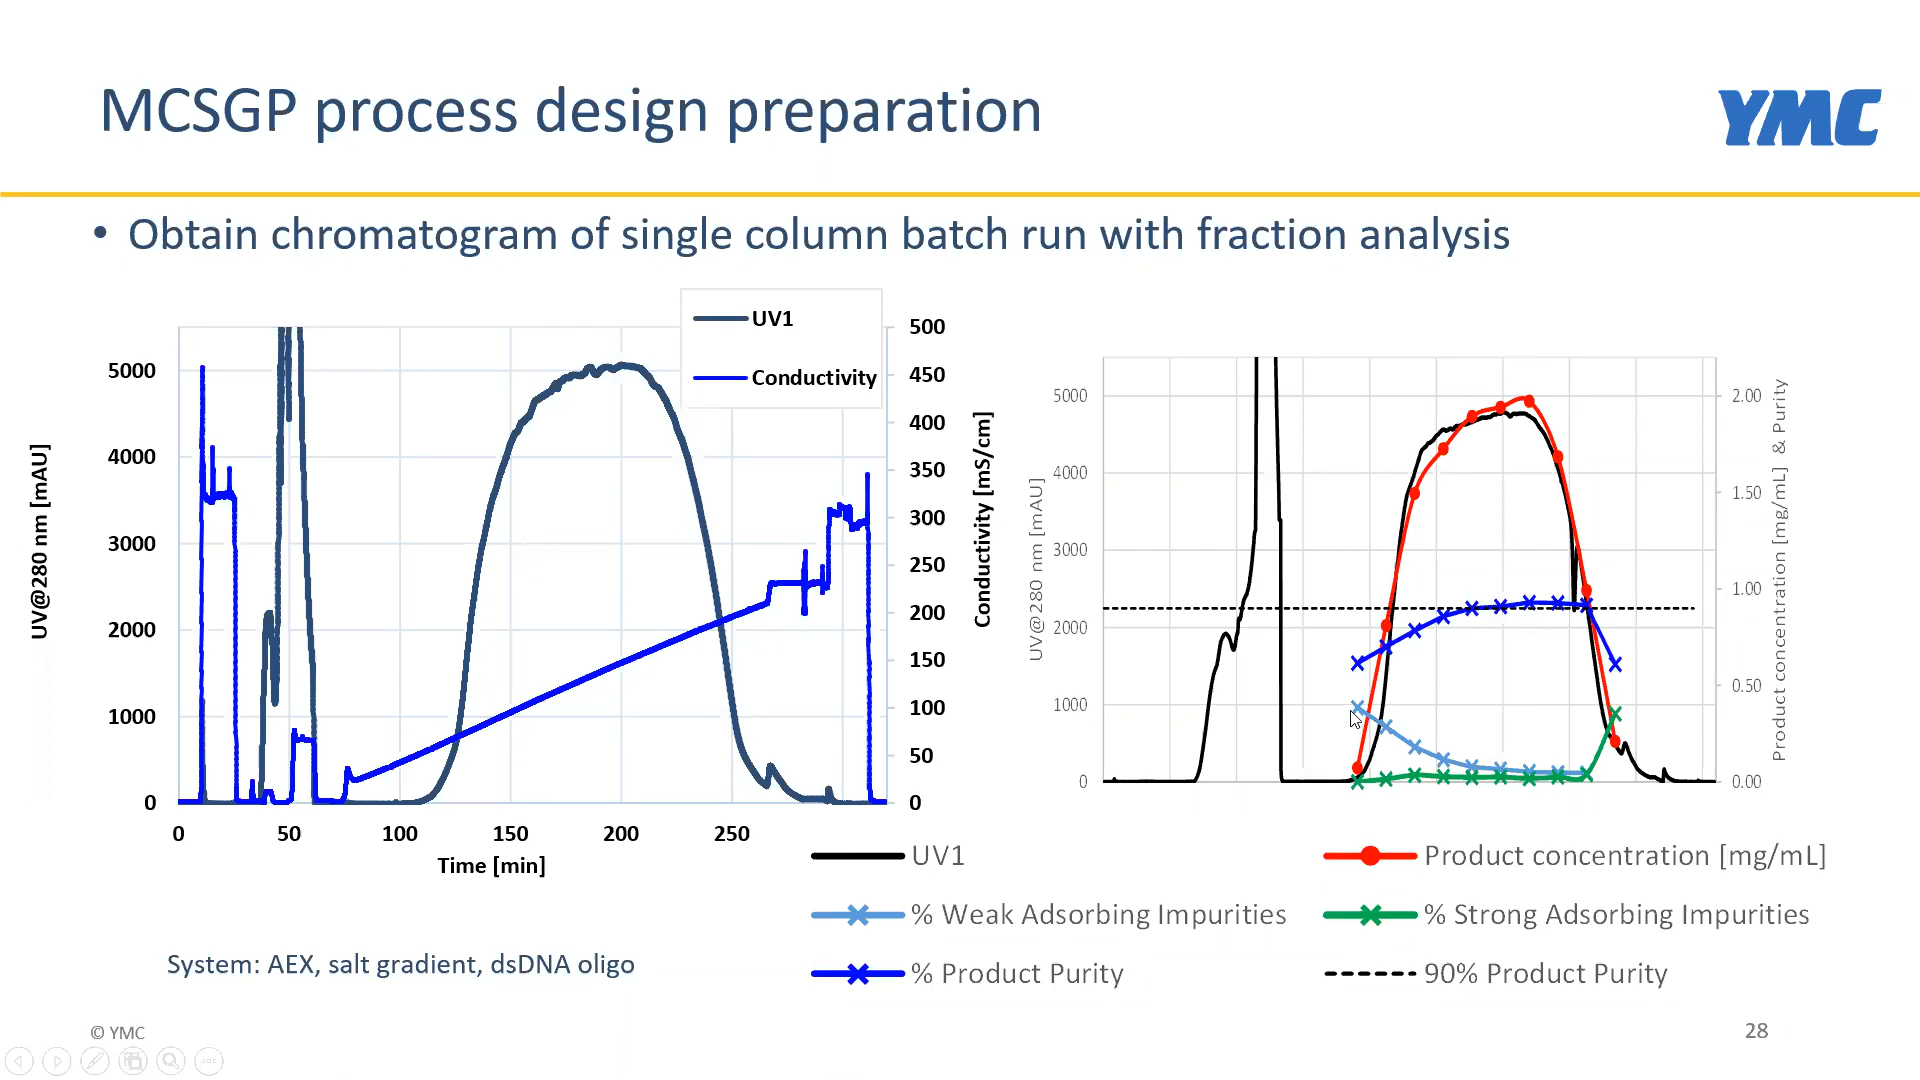 MCSGP process design preparation
YMC
• Obtain chromatogram of single column batch run with fraction analysis
UV1
Conductivity
UV@280 nm [mAU]
5000
4000
3000
2000
1000
0
0
50
100
150
200
250
Time [min]
500
450
400
350
300
250
200
150
100
50
0
Conductivity [mS/cm]
UV@280 nm [mAU]
5000
4000
3000
2000
1000
0
2.00
1.50
1.00
0.50
0.00
Product concentration [mg/mL] & Purity
UV1
Product concentration [mg/mL]
% Weak Adsorbing Impurities
% Strong Adsorbing Impurities
% Product Purity
90% Product Purity
System: AEX, salt gradient, dsDNA oligo
© YMC
28